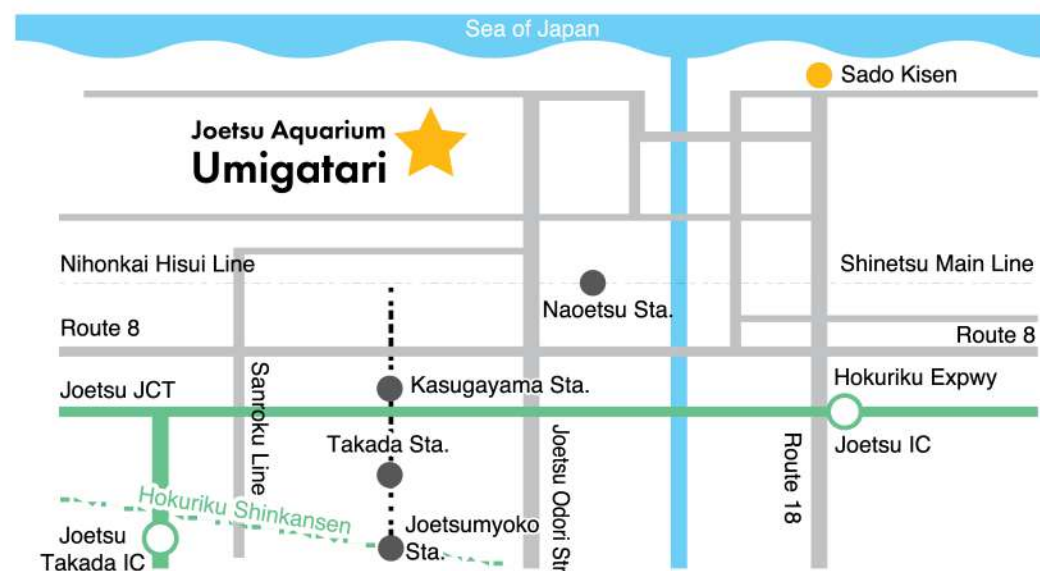 Sea of Japan
Sado Kisen
Joetsu Aquarium
Umigatari
Nihonkai Hisui Line
Shinetsu Main Line
Naoetsu Sta.
Route 8
Route 8
Joetsu JCT
Kasugayama Sta.
Hokuriku Expwy
Sanroku Line
Takada Sta.
Joetsu Odori Str
Route 18
Joetsu IC
Hokuriku Shinkansen
Joetsu
Takada IC
Joetsumyoko
Sta.